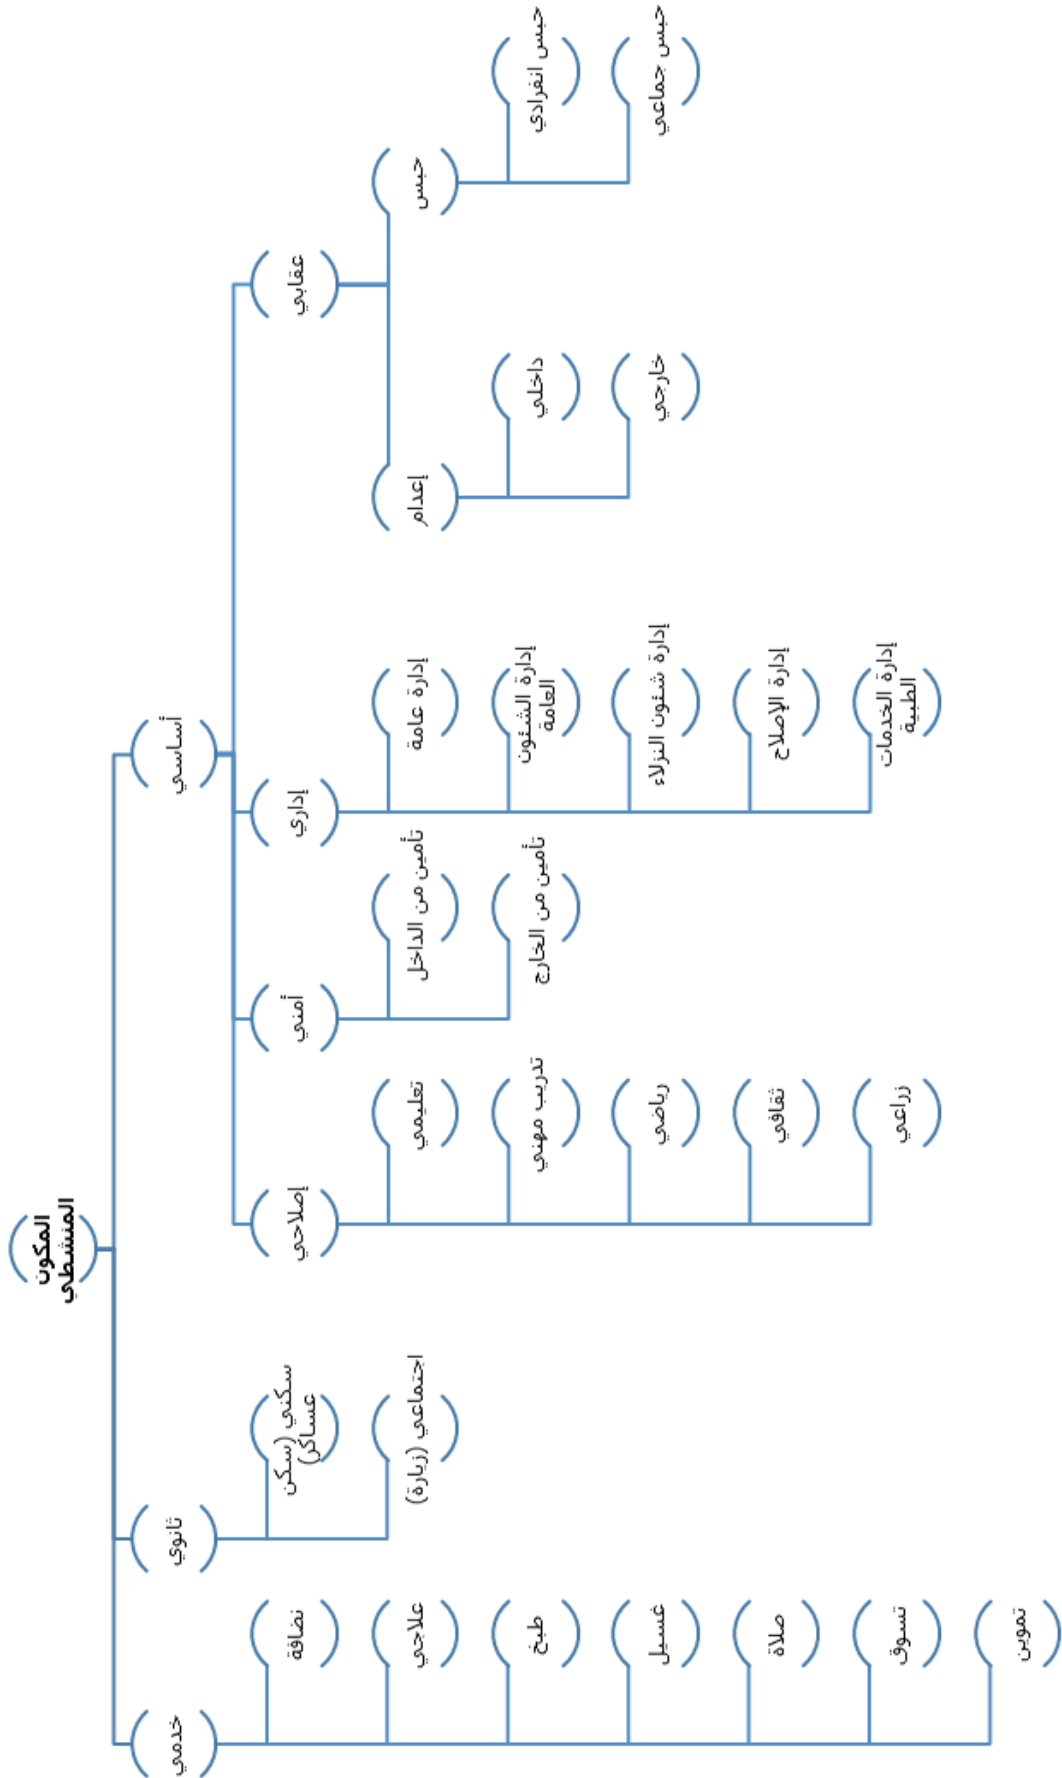 المكون
المنشطي
أساسي
عقابي
حبس
حبس انفرادي
حبس جماعي
إعدام
داخلي
خارجي
إداري
إدارة عامة
إدارة الشئون
العامة
إدارة شئون النزلاء
إدارة الإصلاح
إدارة الخدمات
الطبية
أمني
تأمين من الداخل
تأمين من الخارج
إصلاحي
تعليمي
تدريب مهني
رياضي
ثقافي
زراعي
ثانوي
سكني (سكن
عساكر)
اجتماعي (زيارة)
خدمي
نضافة
علاجي
طبخ
غسيل
صلاة
تسوق
تموين